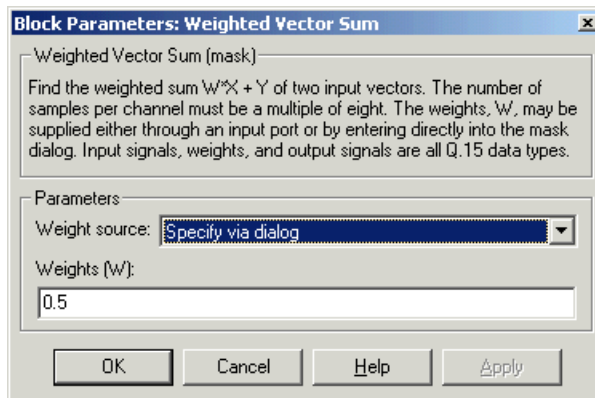 Block Parameters: Weighted Vector Sum
Weighted Vector Sum (mask)
Find the weighted sum W*X + Y of two input vectors. The number of
samples per channel must be a multiple of eight. The weights, W, may be
supplied either through an input port or by entering directly into the mask
dialog. Input signals, weights, and output signals are all Q.15 data types.
Parameters
Weight source: Specify via dialog
Weights (W):
0.5
OK Cancel Help Apply